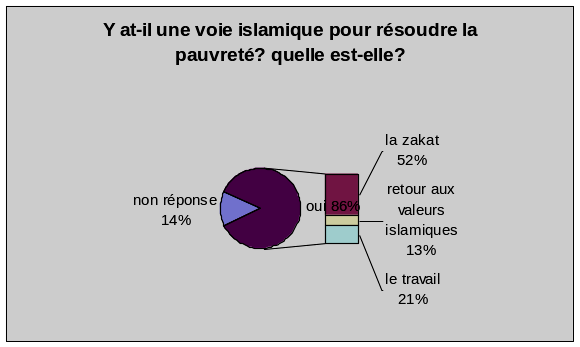 Y at-il une voie islamique pour résoudre la
pauvreté? quelle est-elle?
la zakat
52%
non réponse
14%
oui 86%
retour aux
valeurs
islamiques
13%
le travail
21%